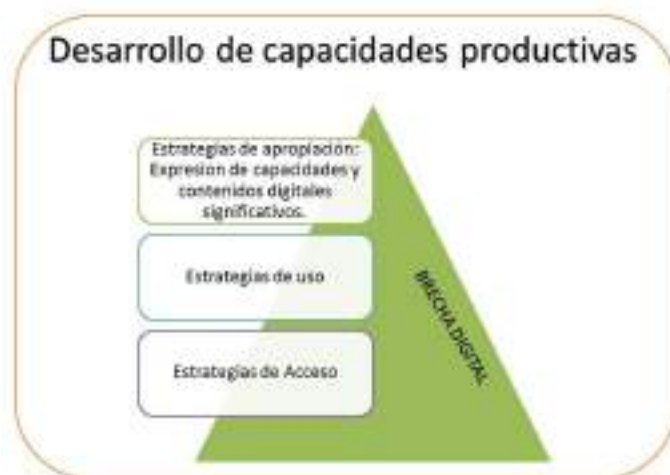 Desarrollo de capacidades productivas
Estrategias de apropiación:
Expresion de capacidades y
contenidos digitales
significativos.
Estrategias de uso
Estrategias de Acceso
BRECHA DIGITAL